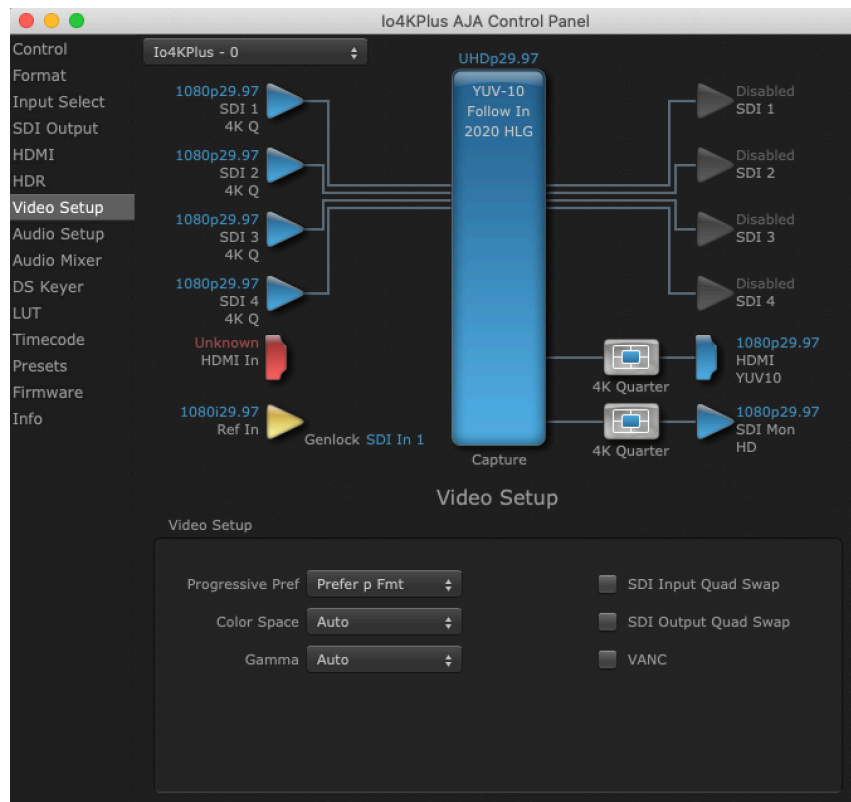 Io4KPlus AJA Control Panel
Control
Format
Input Select
SDI Output
HDMI
HDR
Video Setup
Audio Setup
Audio Mixer
DS Keyer
LUT
Timecode
Presets
Firmware
Info
Io4KPlus - 0
1080p29.97
SDI 1
4K Q
1080p29.97
SDI 2
4K Q
1080p29.97
SDI 3
4K Q
1080p29.97
SDI 4
4K Q
Unknown
HDMI In
1080i29.97
Ref In
Genlock SDI In 1
UHDp29.97
YUV-10
Follow In
2020 HLG
Capture
Disabled
SDI 1
Disabled
SDI 2
Disabled
SDI 3
Disabled
SDI 4
4K Quarter
1080p29.97
HDMI
YUV10
4K Quarter
1080p29.97
SDI Mon
HD
Video Setup
Video Setup
Progressive Pref Prefer p Fmt
Color Space Auto
Gamma Auto
SDI Input Quad Swap
SDI Output Quad Swap
VANC